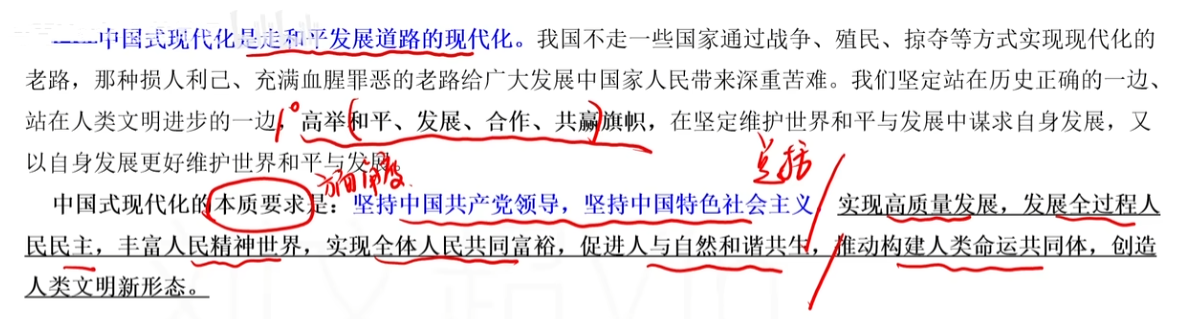 中国式现代化是走和平发展道路的现代化。我国不走一些国家通过战争、殖民、掠夺等方式实现现代化的
老路，那种损人利己、充满血腥罪恶的老路给广大发展中国家人民带来深重苦难。我们坚定站在历史正确的一边、
站在人类文明进步的一边，高举和平、发展、合作、共赢旗帜，在坚定维护世界和平与发展中谋求自身发展，又
以自身发展更好维护世界和平与发展。
总括
中国式现代化的本质要求是：坚持中国共产党领导，坚持中国特色社会主义，实现高质量发展，发展全过程人
民民主，丰富人民精神世界，实现全体人民共同富裕，促进人与自然和谐共生，推动构建人类命运共同体，创造
人类文明新形态。